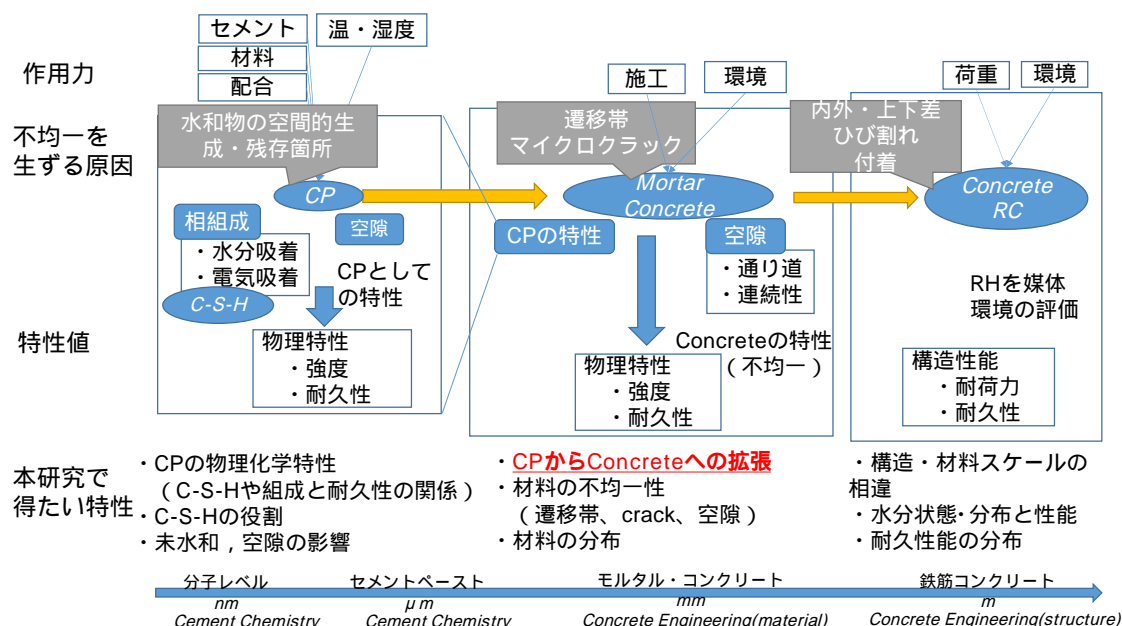 作用力
セメント
材料
配合
温・湿度
施工
環境
荷重
環境
不均一を
生ずる原因
水和物の空間的生
成・残存箇所
遷移帯
マイクロクラック
内外・上下差
ひび割れ
付着
CP
Mortar
Concrete
Concrete
RC
相組成
・水分吸着
・電気吸着
C-S-H
空隙
CPとして
の特性
CPの特性
空隙
・通り道
・連続性
RHを媒体
環境の評価
特性値
物理特性
・強度
・耐久性
Concreteの特性
(不均一)
物理特性
・強度
・耐久性
構造性能
・耐荷力
・耐久性
本研究で
得たい特性
・CPの物理化学特性
(C-S-Hや組成と耐久性の関係)
・C-S-Hの役割
・未水和,空隙の影響
・CPからConcreteへの拡張
・材料の不均一性
(遷移帯、crack、空隙)
・材料の分布
・構造・材料スケールの
相違
・水分状態・分布と性能
・耐久性能の分布
分子レベル
nm
Cement Chemistry
セメントペースト
μm
Cement Chemistry
モルタル・コンクリート
mm
Concrete Engineering(material)
鉄筋コンクリート
m
Concrete Engineering(structure)